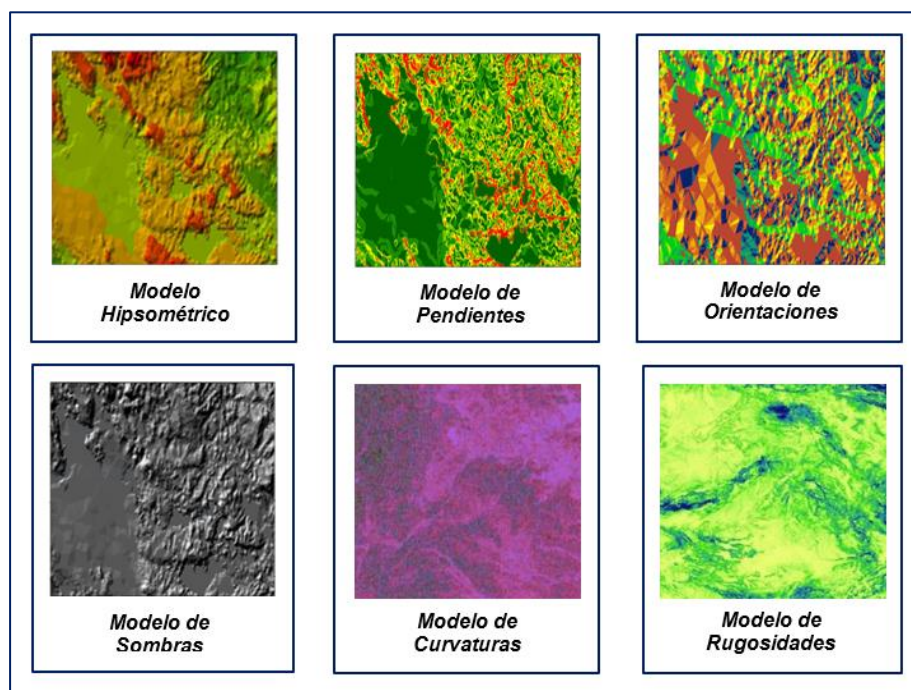 Modelo
Hipsométrico
Modelo de
Pendientes
Modelo de
Orientaciones
Modelo de
Sombras
Modelo de
Curvaturas
Modelo de
Rugosidades